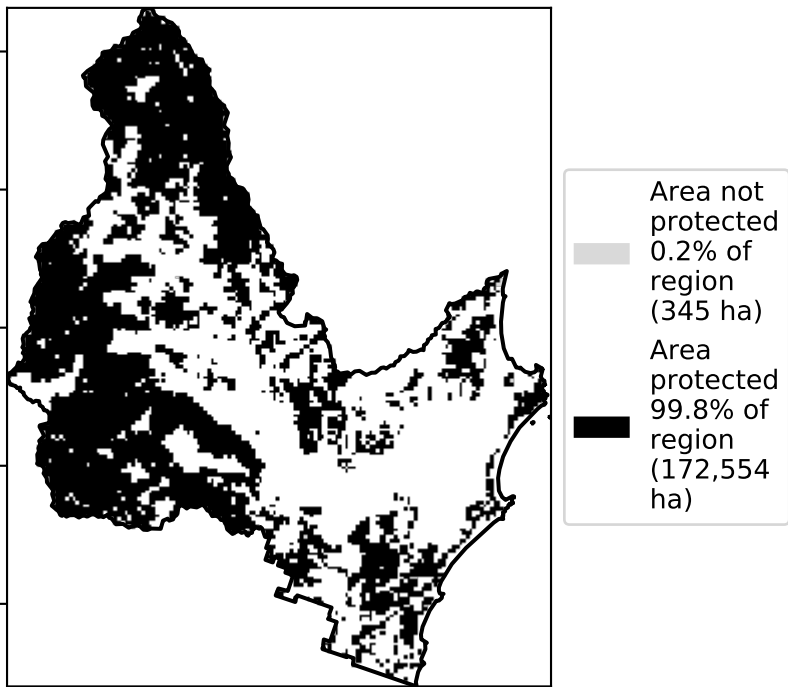 Area not
protected
0.2% of
region
(345 ha)
Area
protected
99.8% of
region
(172,554
ha)